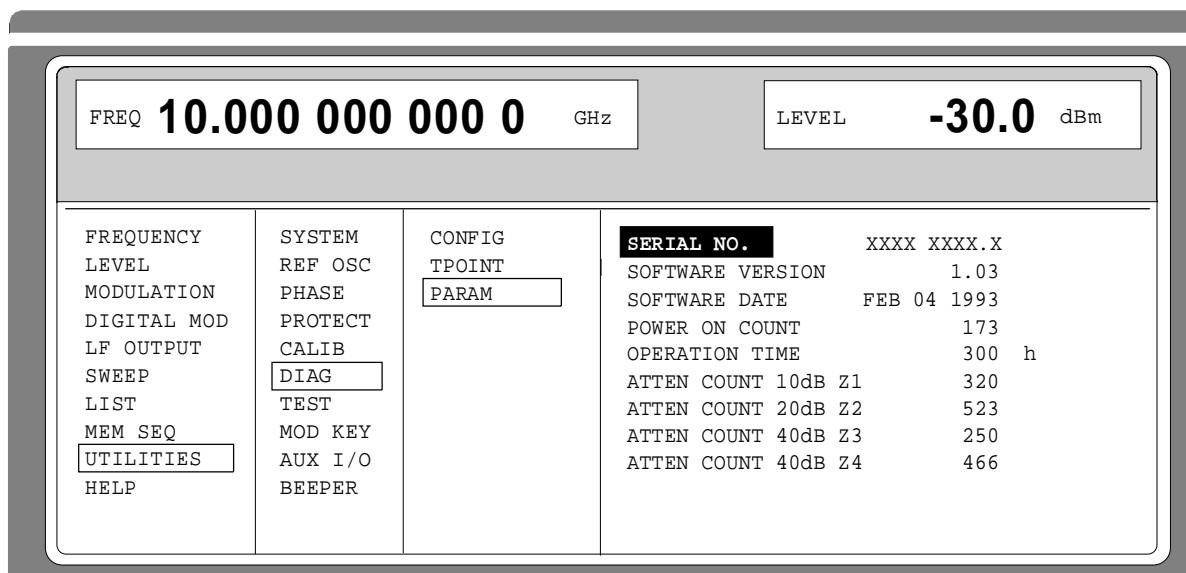 FREQ 10.000 000 000 0 GHz
LEVEL -30.0 dBm
FREQUENCY
LEVEL
MODULATION
DIGITAL MOD
LF OUTPUT
SWEEP
LIST
MEM SEQ
UTILITIES
HELP
SYSTEM
REF OSC
PHASE
PROTECT
CALIB
DIAG
TEST
MOD KEY
AUX I/O
BEEPER
CONFIG
TPOINT
PARAM
SERIAL NO. XXXX XXXX.X
SOFTWARE VERSION 1.03
SOFTWARE DATE FEB 04 1993
POWER ON COUNT 173
OPERATION TIME 300 h
ATTEN COUNT 10dB Z1 320
ATTEN COUNT 20dB Z2 523
ATTEN COUNT 40dB Z3 250
ATTEN COUNT 40dB Z4 466